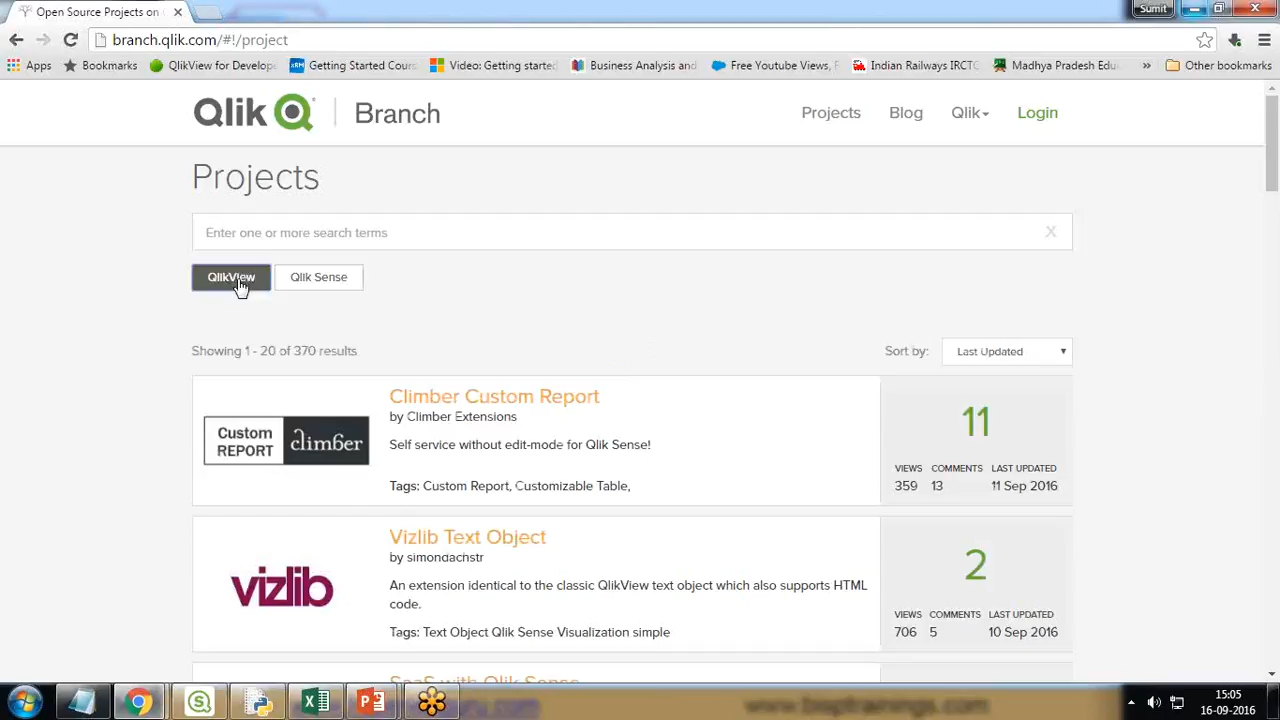 Open Source Projects on
Sumit
branch.qlik.com/#!/project
Apps
Bookmarks
QlikView for Develope
Getting Started Cours
Video: Getting started
Business Analysis and
Free Youtube Views,
Indian Railways IRCTC
Madhya Pradesh Edu
»
Other bookmarks
Qlik
Branch
Projects
Blog
Qlik
Login
Projects
Enter one or more search terms
X
QlikView
Qlik Sense
Showing 1 - 20 of 370 results
Sort by:
Last Updated
Custom REPORT
climber
Climber Custom Report
by Climber Extensions
Self service without edit-mode for Qlik Sense!
Tags: Custom Report, Customizable Table,
11
VIEWS COMMENTS LAST UPDATED
359 13 11 Sep 2016
vizlib
Vizlib Text Object
by simondachstr
An extension identical to the classic QlikView text object which also supports HTML
code.
Tags: Text Object Qlik Sense Visualization simple
2
VIEWS COMMENTS LAST UPDATED
706 5 10 Sep 2016
SaaS with Qlik Sense
www.bisptrainings.com
15:05
16-09-2016